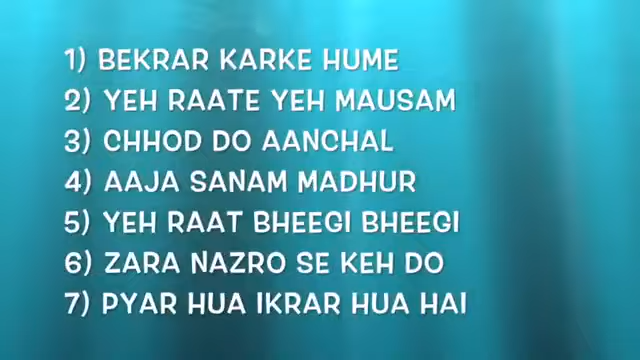 1) BEKRAR KARKE HUME
2) YEH RAATE YEH MAUSAM
3) CHHOD DO AANCHAL
4) AAJA SANAM MADHUR
5) YEH RAAT BHEEGI BHEEGI
6) ZARA NAZRO SE KEH DO
7) PYAR HUA IKRAR HUA HAI